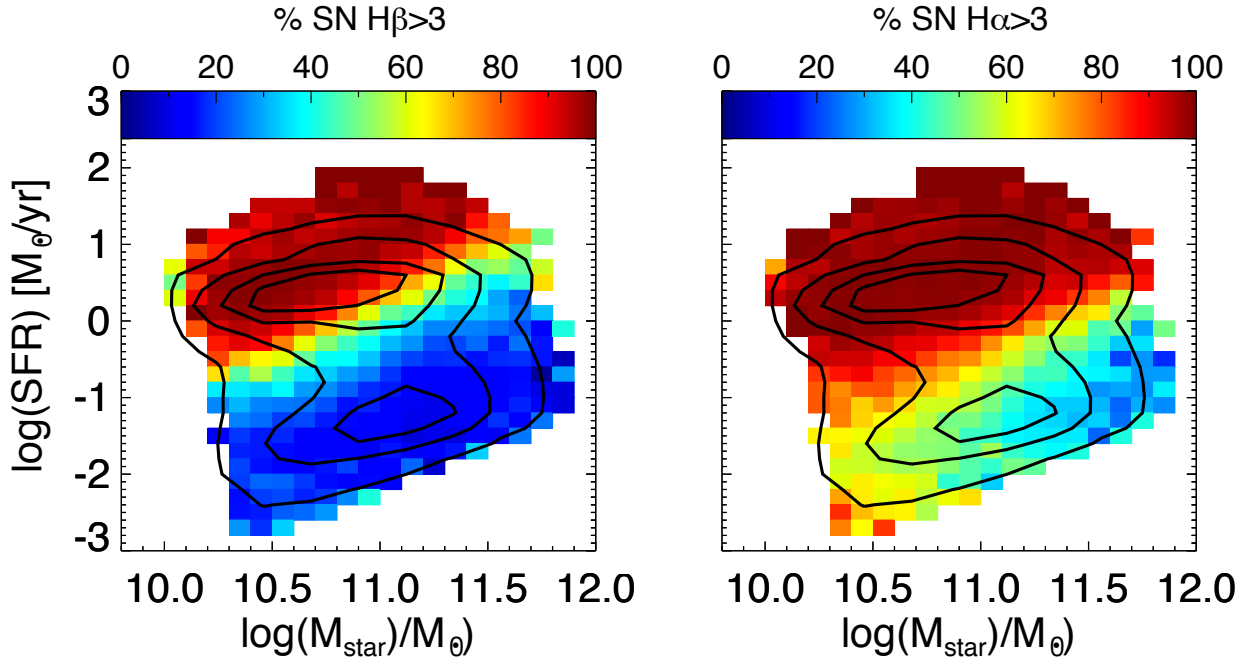 % SN Hβ>3
0 20 40 60 80 100
3
2
1
0
-1
-2
-3
log(SFR) [M⊙/yr]
10.0 10.5 11.0 11.5 12.0
log(M_star)/M⊙)
% SN Hα>3
0 20 40 60 80 100
10.0 10.5 11.0 11.5 12.0
log(M_star)/M⊙)